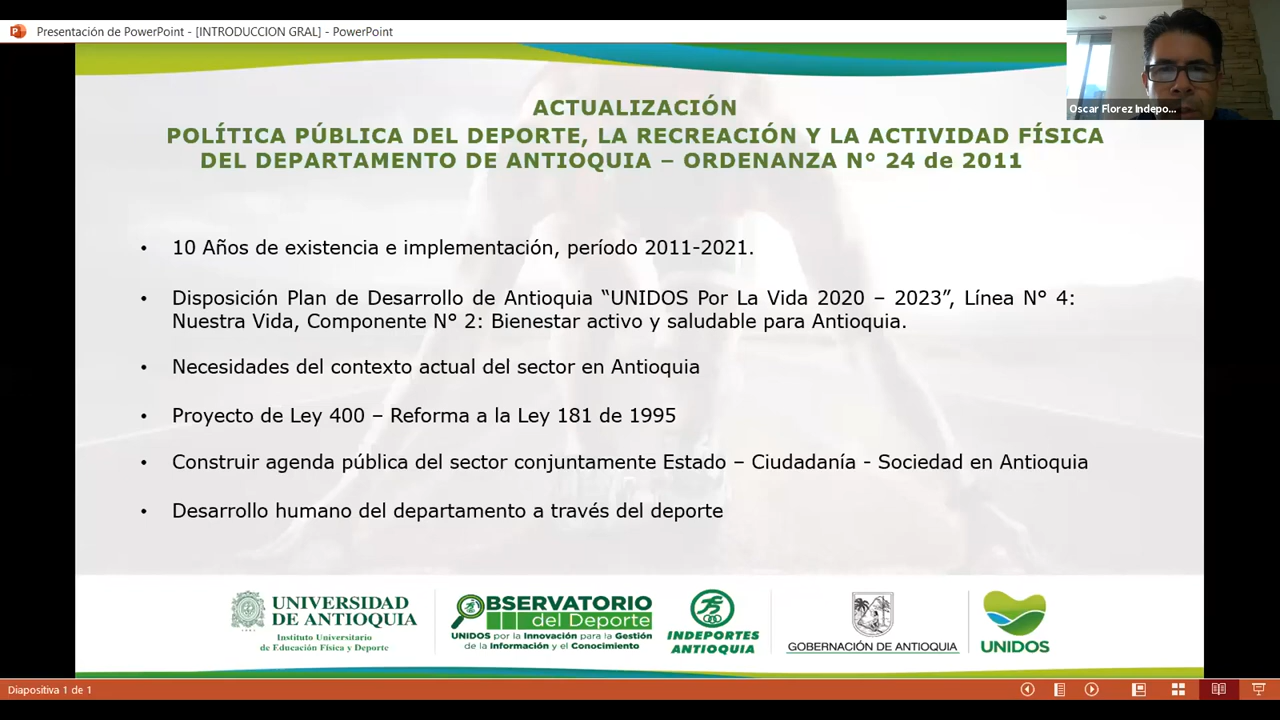 Presentación de PowerPoint - [INTRODUCCION GRAL] - PowerPoint
Oscar Florez Indepo...
ACTUALIZACIÓN
POLÍTICA PÚBLICA DEL DEPORTE, LA RECREACIÓN Y LA ACTIVIDAD FÍSICA
DEL DEPARTAMENTO DE ANTIOQUIA – ORDENANZA N° 24 de 2011
• 10 Años de existencia e implementación, período 2011-2021.
• Disposición Plan de Desarrollo de Antioquia “UNIDOS Por La Vida 2020 – 2023”, Línea N° 4:
Nuestra Vida, Componente N° 2: Bienestar activo y saludable para Antioquia.
• Necesidades del contexto actual del sector en Antioquia
• Proyecto de Ley 400 – Reforma a la Ley 181 de 1995
• Construir agenda pública del sector conjuntamente Estado – Ciudadanía - Sociedad en Antioquia
• Desarrollo humano del departamento a través del deporte
UNIVERSIDAD
DE ANTIOQUIA
Instituto Universitario
de Educación Física y Deporte
OBSERVATORIO
del Deporte
UNIDOS por la Innovación para la Gestión
de la Información y el Conocimiento
INDEPORTES
ANTIOQUIA
GOBERNACIÓN DE ANTIOQUIA
UNIDOS
Diapositiva 1 de 1